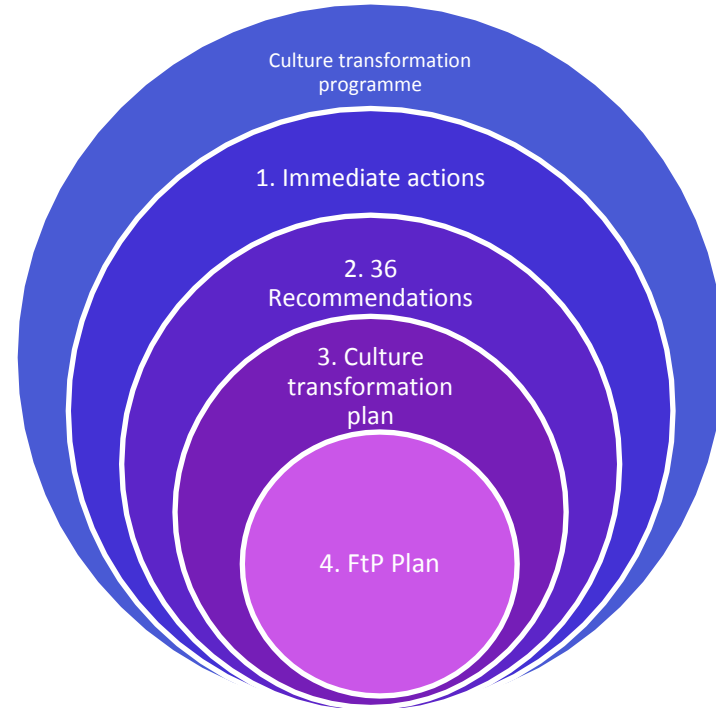 Culture transformation
programme
1. Immediate actions
2. 36
Recommendations
3. Culture
transformation
plan
4. FtP Plan